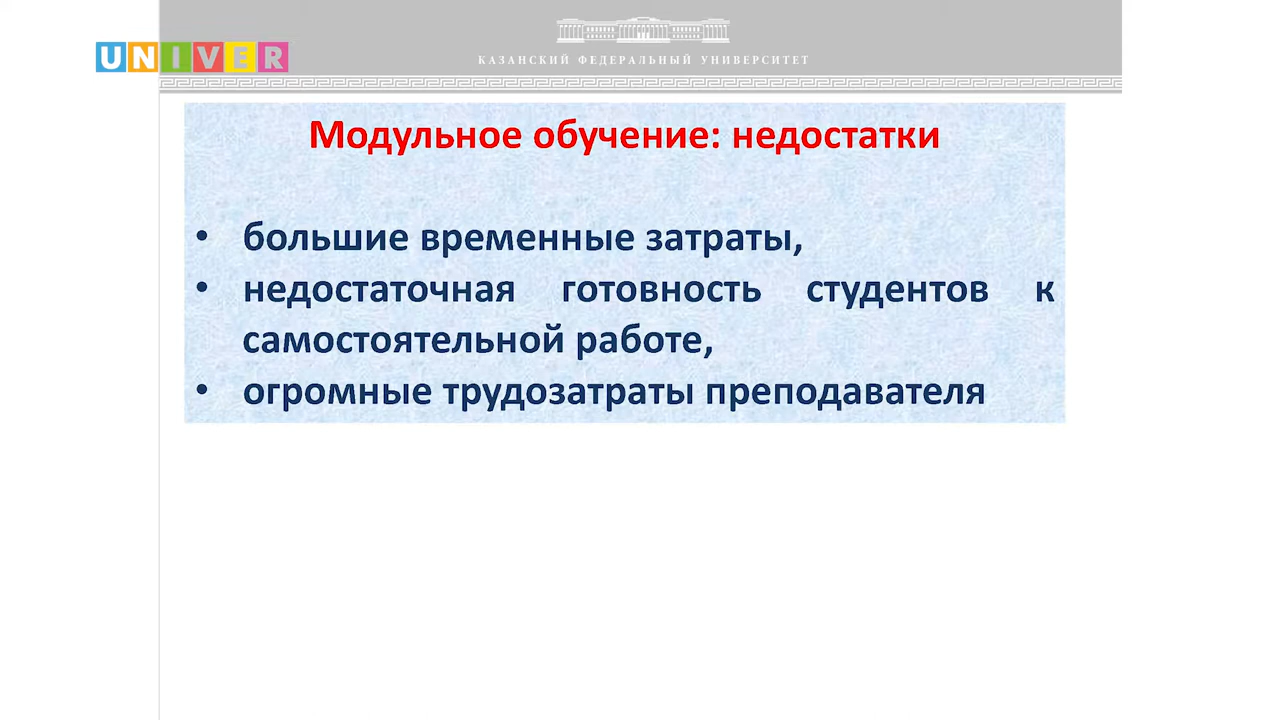 UNIVER
КАЗАНСКИЙ ФЕДЕРАЛЬНЫЙ УНИВЕРСИТЕТ
Модульное обучение: недостатки
• большие временные затраты,
• недостаточная готовность студентов к
самостоятельной работе,
• огромные трудозатраты преподавателя